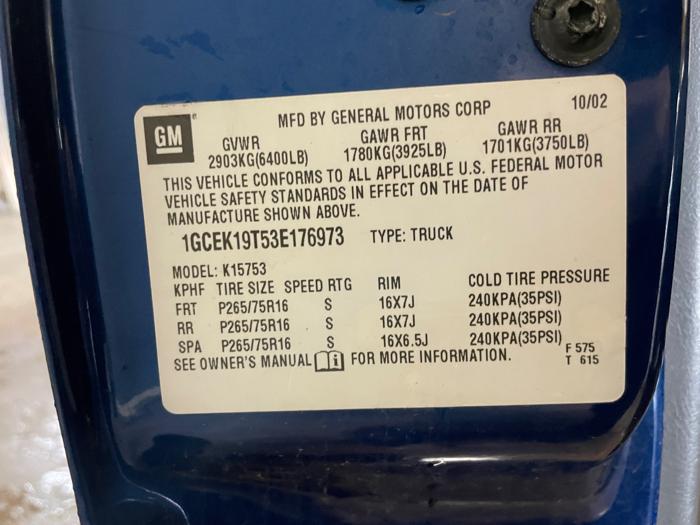 GM
MFD BY GENERAL MOTORS CORP 10/02
GVWR GAWR FRT GAWR RR
2903KG(6400LB) 1780KG(3925LB) 1701KG(3750LB)
THIS VEHICLE CONFORMS TO ALL APPLICABLE U.S. FEDERAL MOTOR
VEHICLE SAFETY STANDARDS IN EFFECT ON THE DATE OF
MANUFACTURE SHOWN ABOVE.
1GCEK19T53E176973 TYPE: TRUCK
MODEL: K15753
KPHF TIRE SIZE SPEED RTG RIM COLD TIRE PRESSURE
FRT P265/75R16 S 16X7J 240KPA(35PSI)
RR P265/75R16 S 16X7J 240KPA(35PSI)
SPA P265/75R16 S 16X6.5J 240KPA(35PSI)
SEE OWNER'S MANUAL FOR MORE INFORMATION.
F 575
T 615